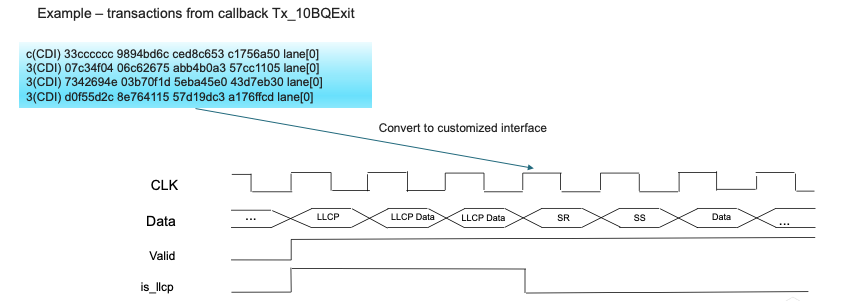 Example – transactions from callback Tx_10BQExit
c(CDI) 33cccccc 9894bd6c ced8c653 c1756a50 lane[0]
3(CDI) 07c34f04 06c62675 abb4b0a3 57cc1105 lane[0]
3(CDI) 7342694e 03b70f1d 5eba45e0 43d7eb30 lane[0]
3(CDI) d0f55d2c 8e764115 57d19dc3 a176ffcd lane[0]
Convert to customized interface
CLK
Data ... LLCP LLCP Data LLCP Data SR SS Data ...
Valid
is_llcp